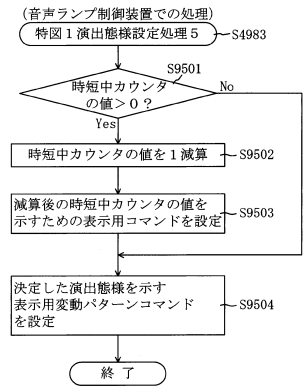 (音声ランプ制御装置での処理)
特図1演出態様設定処理5
S4983
S9501
時短中カウンタ
の値>0?
No
Yes
時短中カウンタの値を1減算
S9502
減算後の時短中カウンタの値を
示すための表示用コマンドを設定
S9503
決定した演出態様を示す
表示用変動パターンコマンド
を設定
S9504
終了